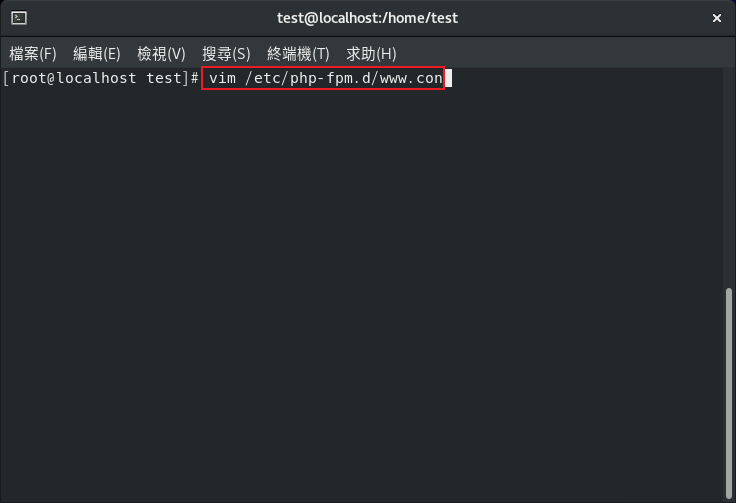 test@localhost:/home/test
檔案(F) 編輯(E) 檢視(V) 搜尋(S) 終端機(T) 求助(H)
[root@localhost test]# vim /etc/php-fpm.d/www.con